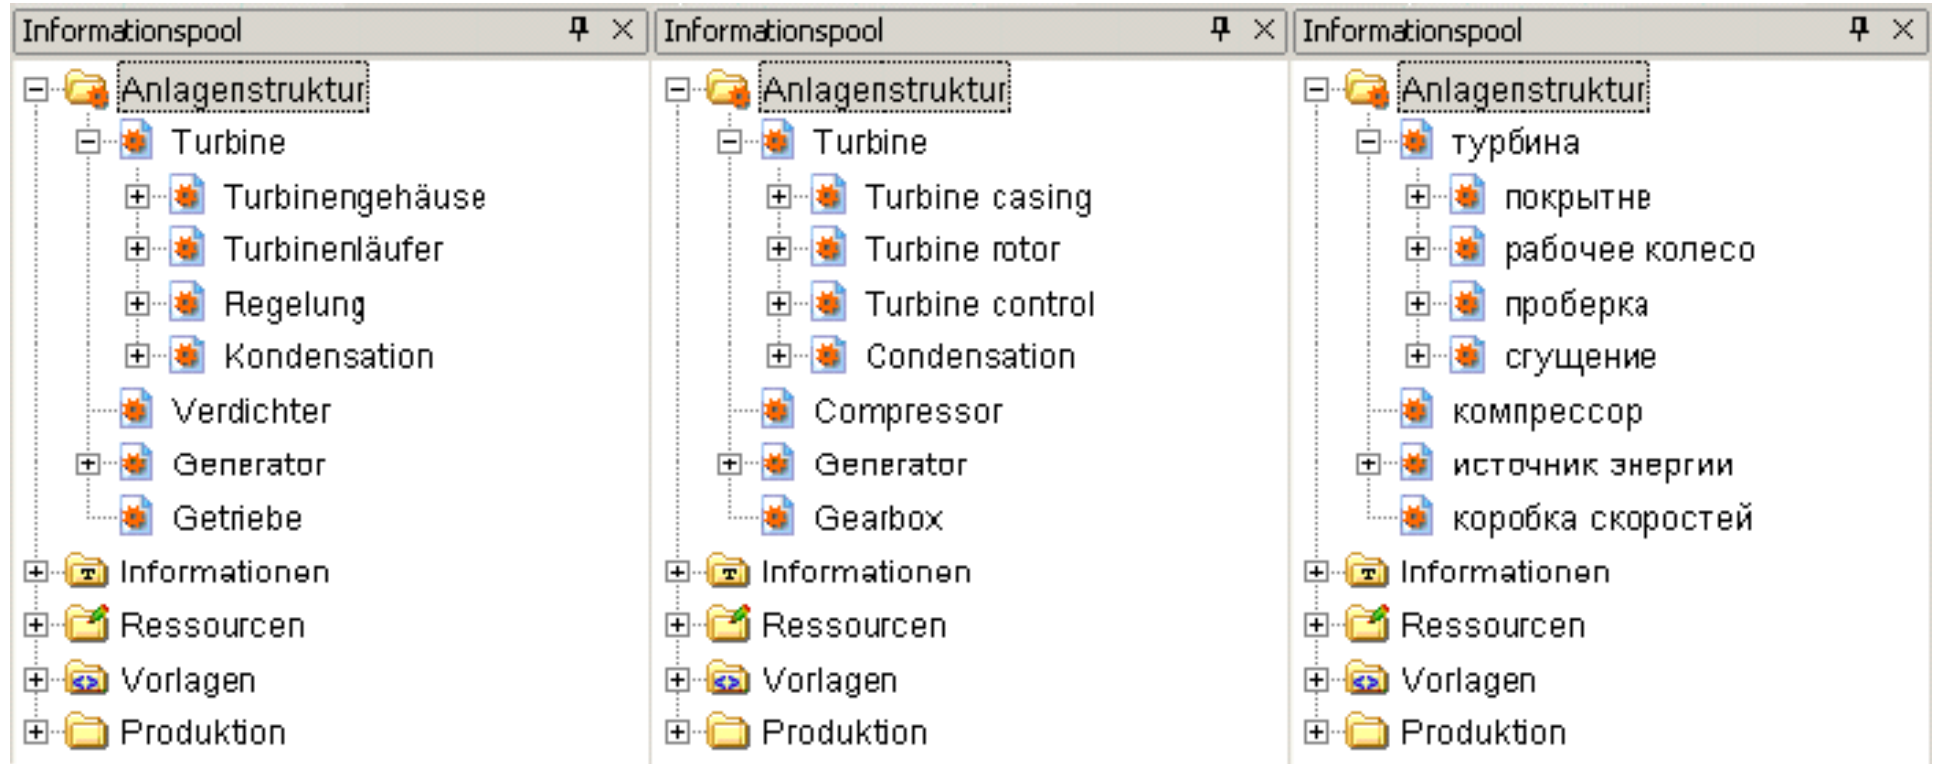 Informationspool
Anlagenstruktur
Turbine
Turbinengehäuse
Turbinenläufer
Regelung
Kondensation
Verdichter
Generator
Getriebe
Informationen
Ressourcen
Vorlagen
Produktion
Informationspool
Anlagenstruktur
Turbine
Turbine casing
Turbine rotor
Turbine control
Condensation
Compressor
Generator
Gearbox
Informationen
Ressourcen
Vorlagen
Produktion
Informationspool
Anlagenstruktur
турбина
покрытне
рабочее колесо
проберка
сгущение
компрессор
источник энергии
коробка скоростей
Informationen
Ressourcen
Vorlagen
Produktion